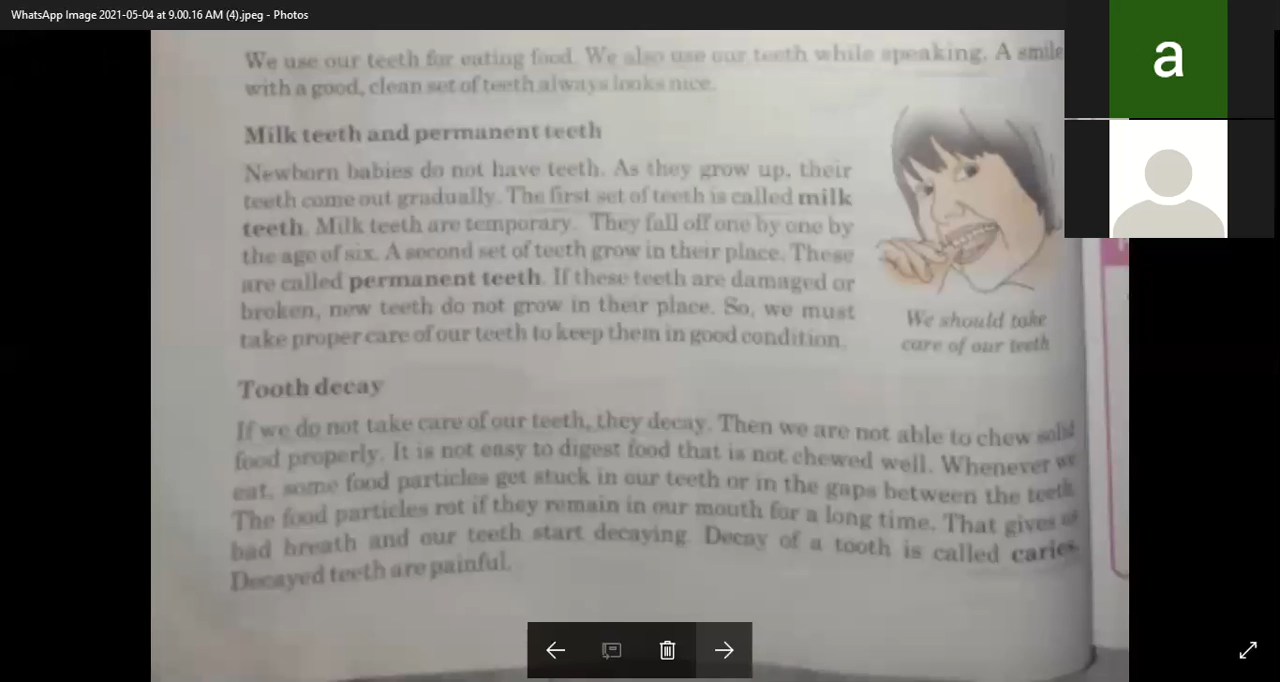 WhatsApp Image 2021-05-04 at 9.00.16 AM (4).jpeg - Photos
a
We use our teeth for eating food. We also use our teeth while speaking. A smile
with a good, clean set of teeth always looks nice.
Milk teeth and permanent teeth
Newborn babies do not have teeth. As they grow up, their
teeth come out gradually. The first set of teeth is called milk
teeth. Milk teeth are temporary. They fall off one by one by
the age of six. A second set of teeth grow in their place. These
are called permanent teeth. If these teeth are damaged or
broken, new teeth do not grow in their place. So, we must
take proper care of our teeth to keep them in good condition.
We should take
care of our teeth
Tooth decay
If we do not take care of our teeth, they decay. Then we are not able to chew solid
food properly. It is not easy to digest food that is not chewed well. Whenever we
eat, some food particles get stuck in our teeth or in the gaps between the teeth.
The food particles rot if they remain in our mouth for a long time. That gives us
bad breath and our teeth start decaying. Decay of a tooth is called caries.
Decayed teeth are painful.